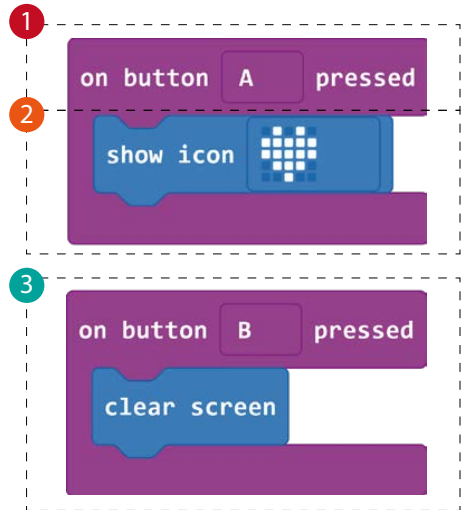 1
on button A pressed
2
show icon
3
on button B pressed
clear screen